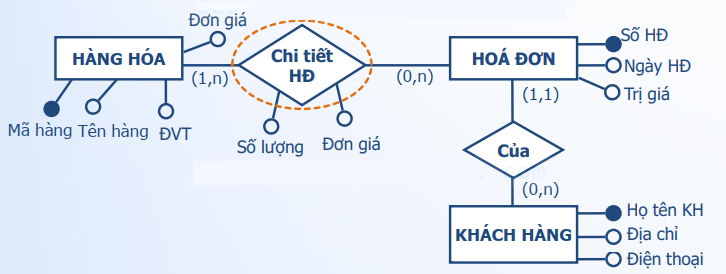 Đơn giá
HÀNG HÓA
(1,n)
Mã hàng
Tên hàng
ĐVT
Chi tiết
HĐ
Số lượng
Đơn giá
(0,n)
HOÁ ĐƠN
Số HĐ
Ngày HĐ
Trị giá
(1,1)
Của
(0,n)
KHÁCH HÀNG
Họ tên KH
Địa chỉ
Điện thoại